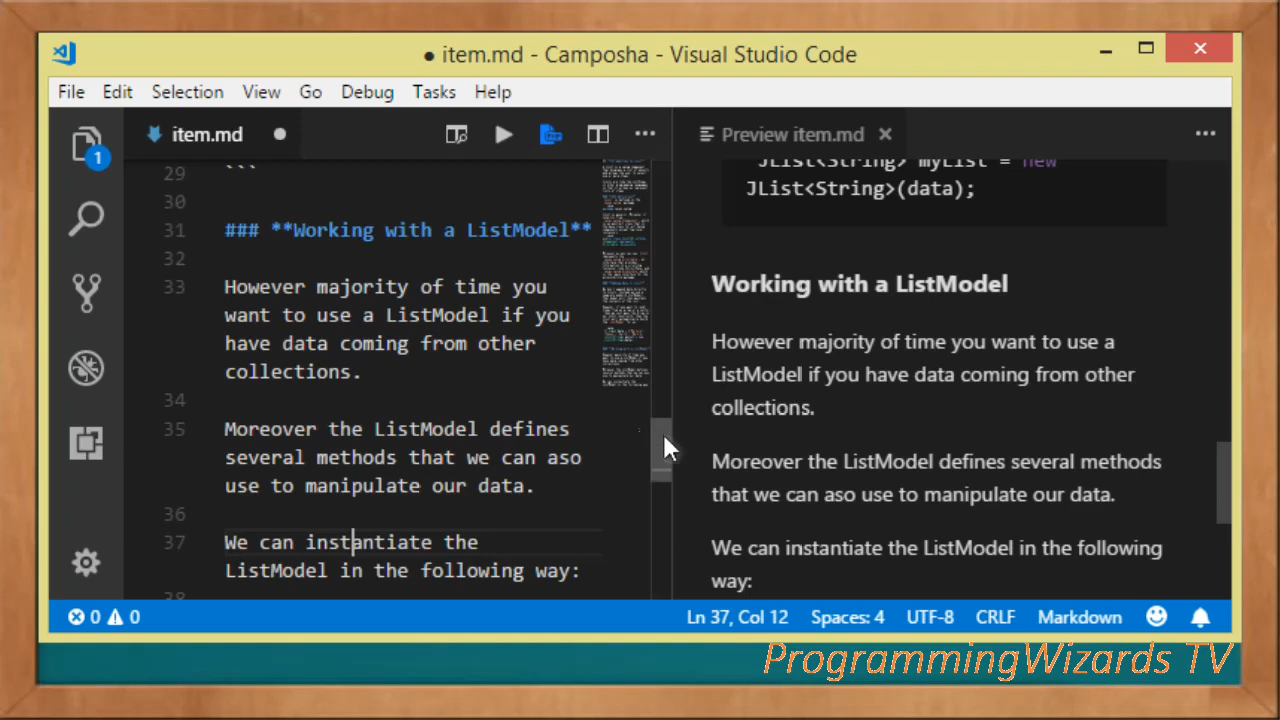 ● item.md - Camposha - Visual Studio Code
File Edit Selection View Go Debug Tasks Help
1
item.md
29 ```
30
31 ### **Working with a ListModel**
32
33 However majority of time you
want to use a ListModel if you
have data coming from other
collections.
34
35 Moreover the ListModel defines
several methods that we can aso
use to manipulate our data.
36
37 We can instantiate the
ListModel in the following way:
38
Preview item.md
JList<String> myList = new
JList<String>(data);
Working with a ListModel
However majority of time you want to use a
ListModel if you have data coming from other
collections.
Moreover the ListModel defines several methods
that we can aso use to manipulate our data.
We can instantiate the ListModel in the following
way:
0 0 Ln 37, Col 12 Spaces: 4 UTF-8 CRLF Markdown
ProgrammingWizards TV